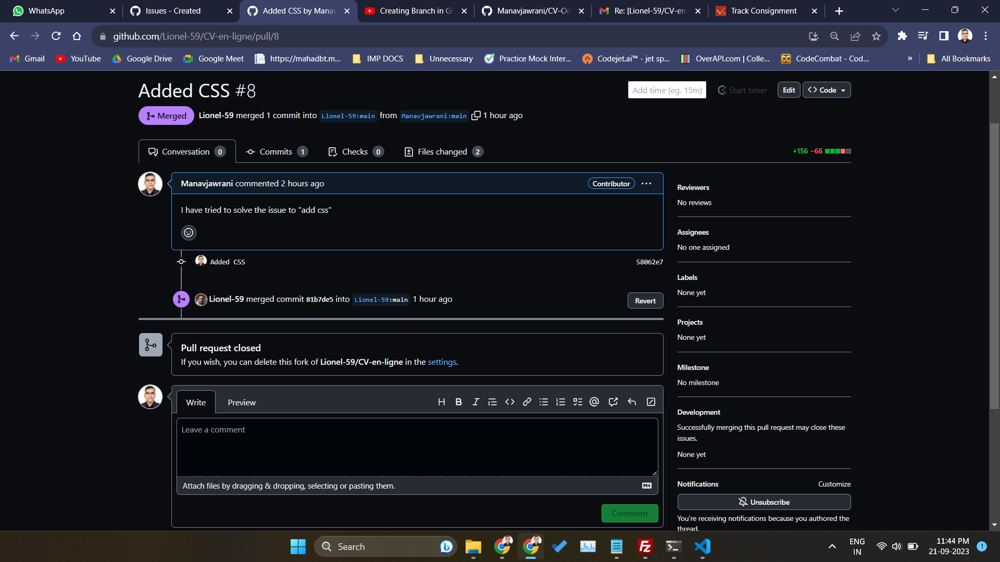 WhatsApp
Issues - Created
Added CSS by Manav
Creating Branch in Gi
Manavjawrani/CV-On
Re: [Lionel-59/CV-en
Track Consignment
github.com/Lionel-59/CV-en-ligne/pull/8
Gmail
YouTube
Google Drive
Google Meet
https://mahadbt.m...
IMP DOCS
Unnecessary
Practice Mock Inter...
Codejet.ai™ - jet sp...
OverAPI.com | Colle...
CodeCombat - Cod...
»
All Bookmarks
Added CSS #8
Add time (eg. 15m)
Start timer
Edit
<> Code
Merged
Lionel-59 merged 1 commit into Lionel-59:main from Manavjawrani:main 1 hour ago
Conversation 0
Commits 1
Checks 0
Files changed 2
+156 −66
Manavjawrani commented 2 hours ago
Contributor
I have tried to solve the issue to "add css"
Added CSS
58062e7
Lionel-59 merged commit 81b7de5 into Lionel-59:main 1 hour ago
Revert
Pull request closed
If you wish, you can delete this fork of Lionel-59/CV-en-ligne in the settings.
Write
Preview
Leave a comment
Attach files by dragging & dropping, selecting or pasting them.
Comment
Reviewers
No reviews
Assignees
No one assigned
Labels
None yet
Projects
None yet
Milestone
No milestone
Development
Successfully merging this pull request may close these
issues.
None yet
Notifications
Customize
Unsubscribe
You're receiving notifications because you authored the
thread.
Search
ENG
IN
11:44 PM
21-09-2023
1